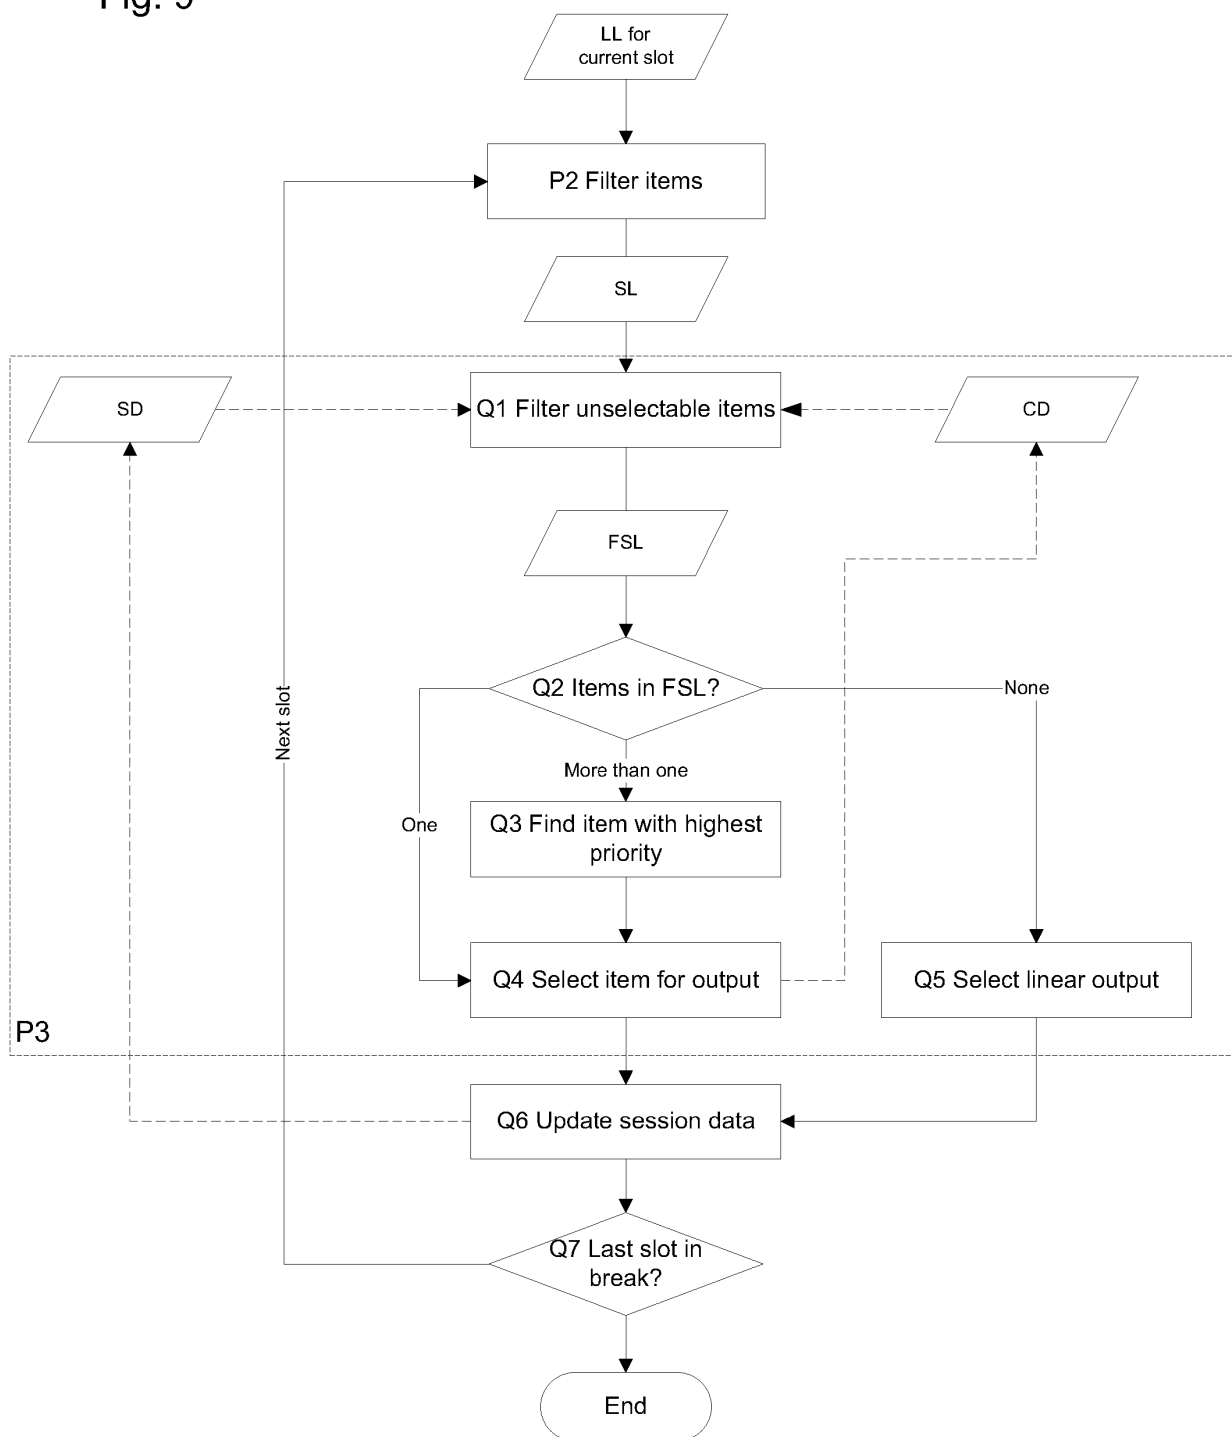 Fig. 9
LL for
current slot
P2 Filter items
SL
SD
Q1 Filter unselectable items
CD
FSL
Q2 Items in FSL?
None
Next slot
More than one
One
Q3 Find item with highest
priority
Q4 Select item for output
Q5 Select linear output
P3
Q6 Update session data
Q7 Last slot in
break?
End